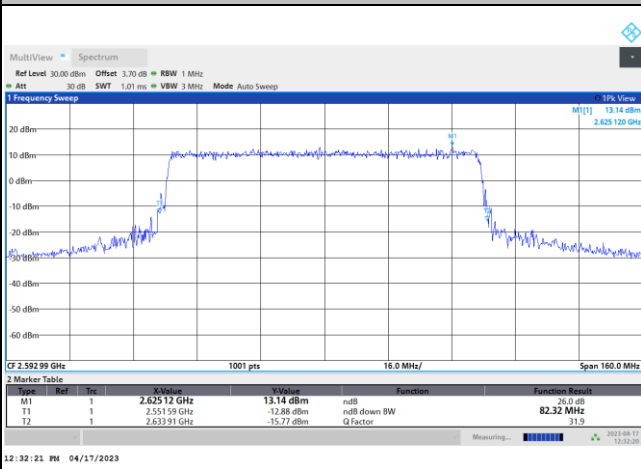 MultiView Spectrum
Ref Level 30.00 dBm Offset 3.70 dB RBW 1 MHz
Att 30 dB SWT 1.01 ms VBW 3 MHz Mode Auto Sweep
1 Frequency Sweep 1Pk View
M1[1] 13.14 dBm
2.625 120 GHz
20 dBm
M1
10 dBm
0 dBm
T1
-10 dBm
T2
-20 dBm
-30 dBm
-40 dBm
-50 dBm
-60 dBm
CF 2.592 99 GHz 1001 pts 16.0 MHz/ Span 160.0 MHz
2 Marker Table
Type Ref Trc X-Value Y-Value Function Function Result
M1 1 2.625 12 GHz 13.14 dBm ndB 26.0 dB
T1 1 2.551 59 GHz -12.88 dBm ndB down BW 82.32 MHz
T2 1 2.633 91 GHz -15.77 dBm Q Factor 31.9
Measuring... 2023-04-17
12:32:20
12:32:21 PM 04/17/2023